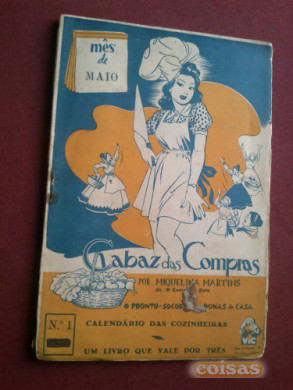 mês
de
MAIO
Cabaz das Compras
POR MIQUELINA MARTINS
O PRONTO-SOCORRO DONAS de CASA
Nº 1
CALENDÁRIO DAS COZINHEIRAS
UM LIVRO QUE VALE POR TRÊS
VIC
coisas